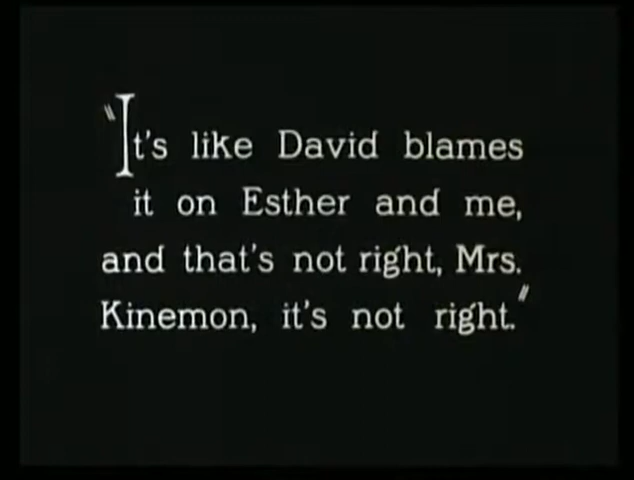 "It's like David blames
it on Esther and me,
and that's not right, Mrs.
Kinemon, it's not right."